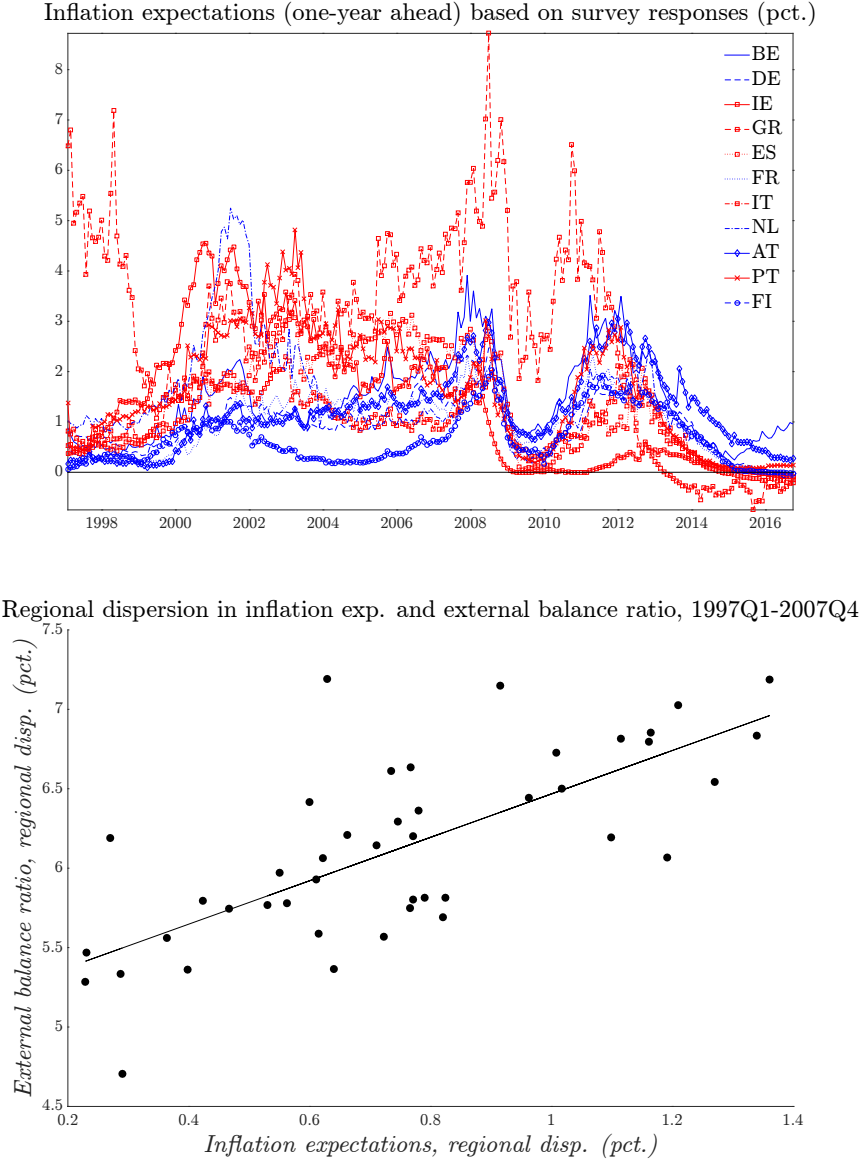 Inflation expectations (one-year ahead) based on survey responses (pct.)
8
7
6
5
4
3
2
1
0
BE
DE
IE
GR
ES
FR
IT
NL
AT
PT
FI
1998 2000 2002 2004 2006 2008 2010 2012 2014 2016
Regional dispersion in inflation exp. and external balance ratio, 1997Q1-2007Q4
External balance ratio, regional disp. (pct.)
7.5
7
6.5
6
5.5
5
4.5
0.2 0.4 0.6 0.8 1 1.2 1.4
Inflation expectations, regional disp. (pct.)